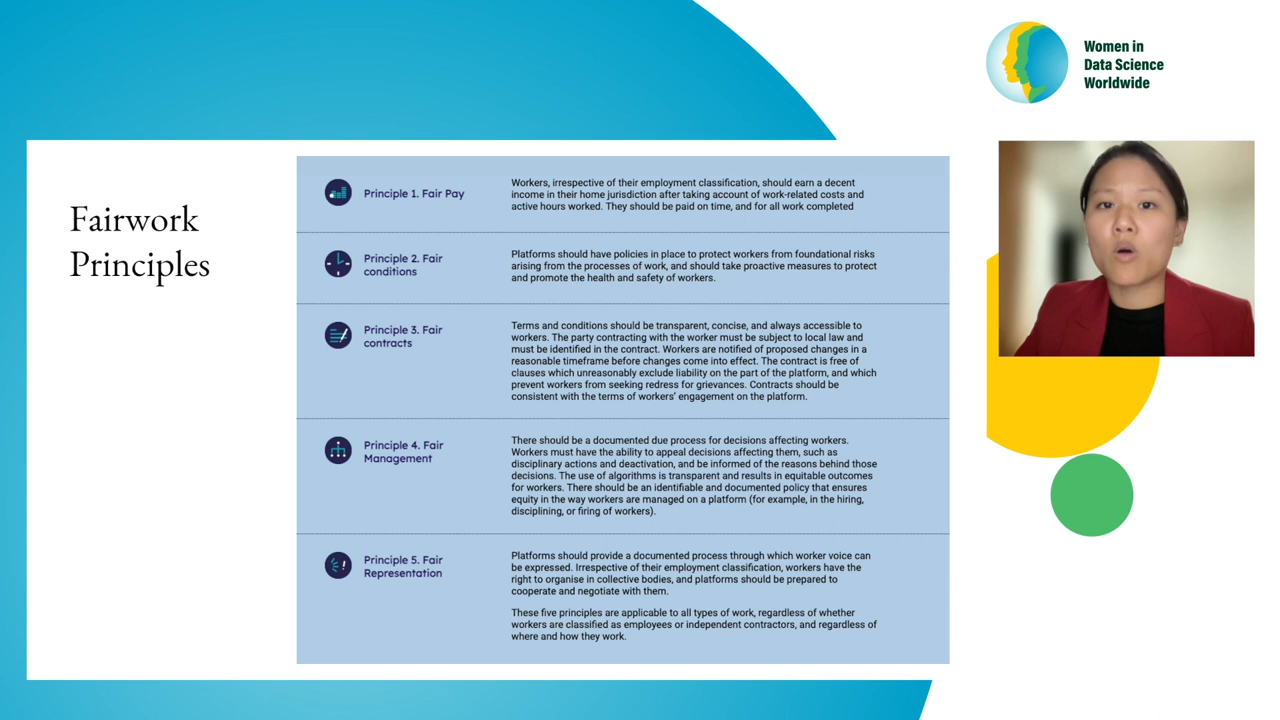 Women in
Data Science
Worldwide
Fairwork
Principles
Principle 1. Fair Pay
Workers, irrespective of their employment classification, should earn a decent
income in their home jurisdiction after taking account of work-related costs and
active hours worked. They should be paid on time, and for all work completed
Principle 2. Fair
conditions
Platforms should have policies in place to protect workers from foundational risks
arising from the processes of work, and should take proactive measures to protect
and promote the health and safety of workers.
Principle 3. Fair
contracts
Terms and conditions should be transparent, concise, and always accessible to
workers. The party contracting with the worker must be subject to local law and
must be identified in the contract. Workers are notified of proposed changes in a
reasonable timeframe before changes come into effect. The contract is free of
clauses which unreasonably exclude liability on the part of the platform, and which
prevent workers from seeking redress for grievances. Contracts should be
consistent with the terms of workers' engagement on the platform.
Principle 4. Fair
Management
There should be a documented due process for decisions affecting workers.
Workers must have the ability to appeal decisions affecting them, such as
disciplinary actions and deactivation, and be informed of the reasons behind those
decisions. The use of algorithms is transparent and results in equitable outcomes
for workers. There should be an identifiable and documented policy that ensures
equity in the way workers are managed on a platform (for example, in the hiring,
disciplining, or firing of workers).
Principle 5. Fair
Representation
Platforms should provide a documented process through which worker voice can
be expressed. Irrespective of their employment classification, workers have the
right to organise in collective bodies, and platforms should be prepared to
cooperate and negotiate with them.
These five principles are applicable to all types of work, regardless of whether
workers are classified as employees or independent contractors, and regardless of
where and how they work.